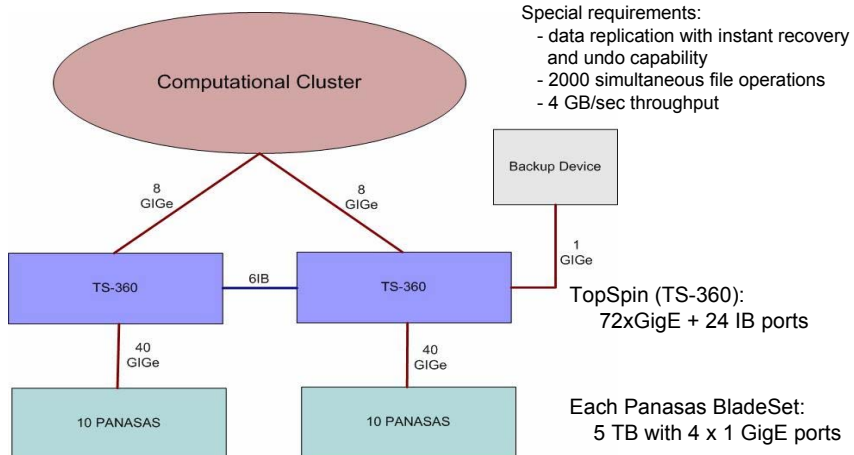 Special requirements:
- data replication with instant recovery
and undo capability
- 2000 simultaneous file operations
- 4 GB/sec throughput
Computational Cluster
Backup Device
8
GIGe
8
GIGe
1
GIGe
TS-360
6IB
TS-360
TopSpin (TS-360):
72xGigE + 24 IB ports
40
GIGe
40
GIGe
10 PANASAS
10 PANASAS
Each Panasas BladeSet:
5 TB with 4 x 1 GigE ports